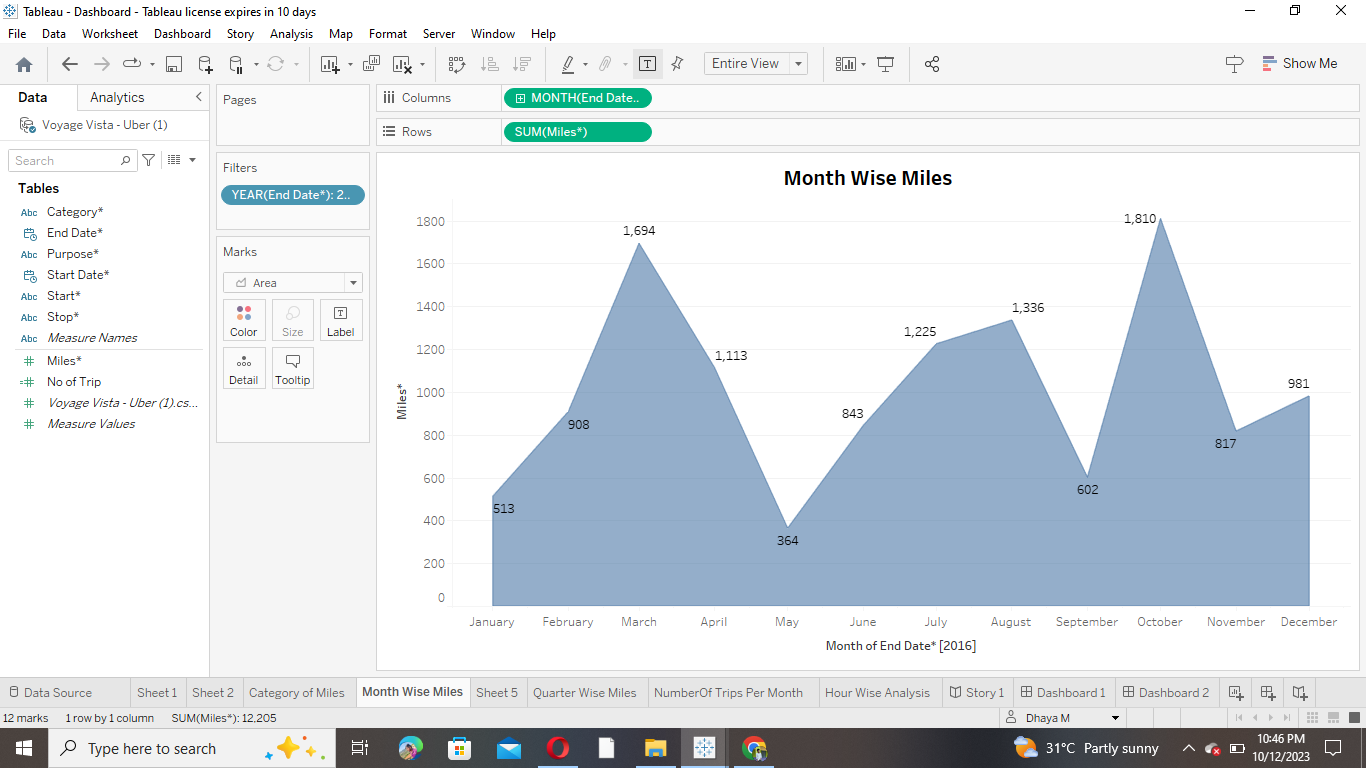 Tableau - Dashboard - Tableau license expires in 10 days
File Data Worksheet Dashboard Story Analysis Map Format Server Window Help
Entire View
Show Me
Data Analytics
Voyage Vista - Uber (1)
Search
Tables
Abc Category*
End Date*
Abc Purpose*
Start Date*
Abc Start*
Abc Stop*
Abc Measure Names
# Miles*
=# No of Trip
# Voyage Vista - Uber (1).cs...
# Measure Values
Pages
Filters
YEAR(End Date*): 2..
Marks
Area
Color Size Label
Detail Tooltip
Columns MONTH(End Date..
Rows SUM(Miles*)
Month Wise Miles
Miles*
1800
1600
1400
1200
1000
800
600
400
200
0
513
908
1,694
1,113
364
843
1,225
1,336
602
1,810
817
981
January February March April May June July August September October November December
Month of End Date* [2016]
Data Source Sheet 1 Sheet 2 Category of Miles Month Wise Miles Sheet 5 Quarter Wise Miles NumberOf Trips Per Month Hour Wise Analysis Story 1 Dashboard 1 Dashboard 2
12 marks 1 row by 1 column SUM(Miles*): 12,205 Dhaya M
Type here to search
31°C Partly sunny
10:46 PM
10/12/2023